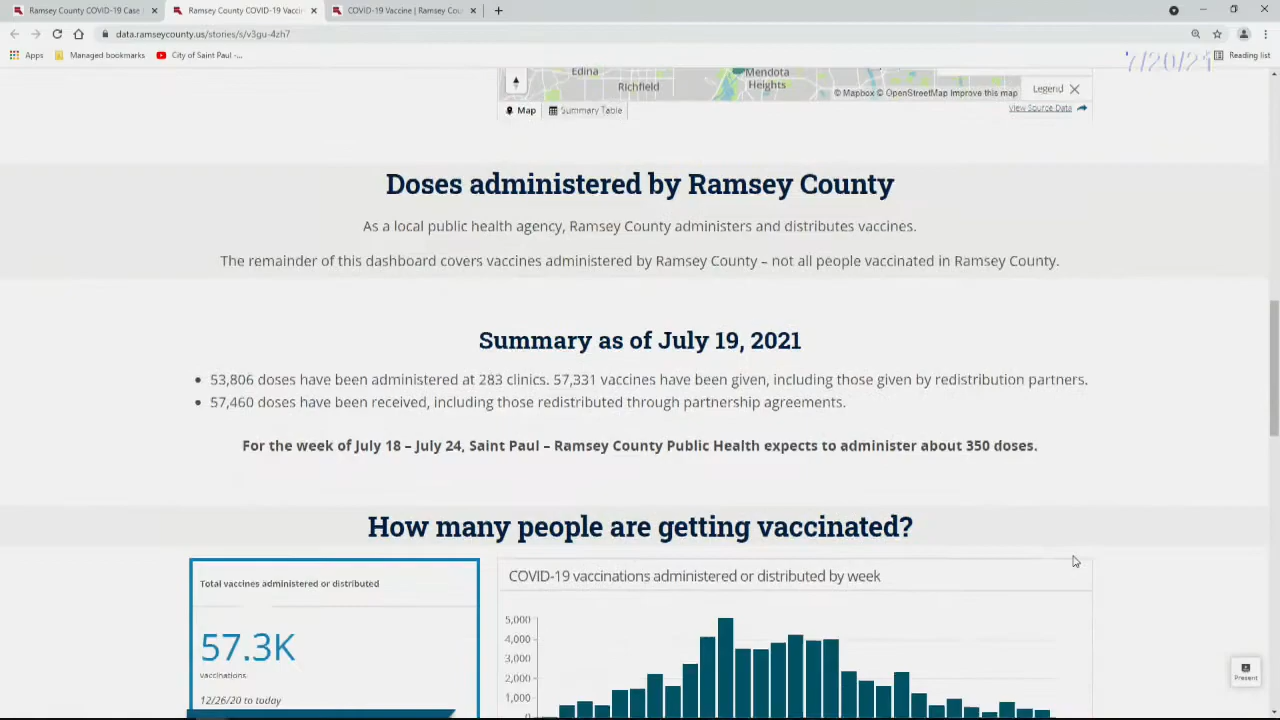 Ramsey County COVID-19 Case
Ramsey County COVID-19 Vaccin
COVID-19 Vaccine | Ramsey Cou
data.ramseycounty.us/stories/s/v3gu-4zh7
Apps
Managed bookmarks
City of Saint Paul -...
7/20/21
Reading list
Edina
Richfield
Mendota
Heights
© Mapbox © OpenStreetMap Improve this map
Legend
Map
Summary Table
View Source Data
Doses administered by Ramsey County
As a local public health agency, Ramsey County administers and distributes vaccines.
The remainder of this dashboard covers vaccines administered by Ramsey County – not all people vaccinated in Ramsey County.
Summary as of July 19, 2021
• 53,806 doses have been administered at 283 clinics. 57,331 vaccines have been given, including those given by redistribution partners.
• 57,460 doses have been received, including those redistributed through partnership agreements.
For the week of July 18 – July 24, Saint Paul – Ramsey County Public Health expects to administer about 350 doses.
How many people are getting vaccinated?
Total vaccines administered or distributed
57.3K
vaccinations
12/26/20 to today
COVID-19 vaccinations administered or distributed by week
5,000
4,000
3,000
2,000
1,000
0
Present